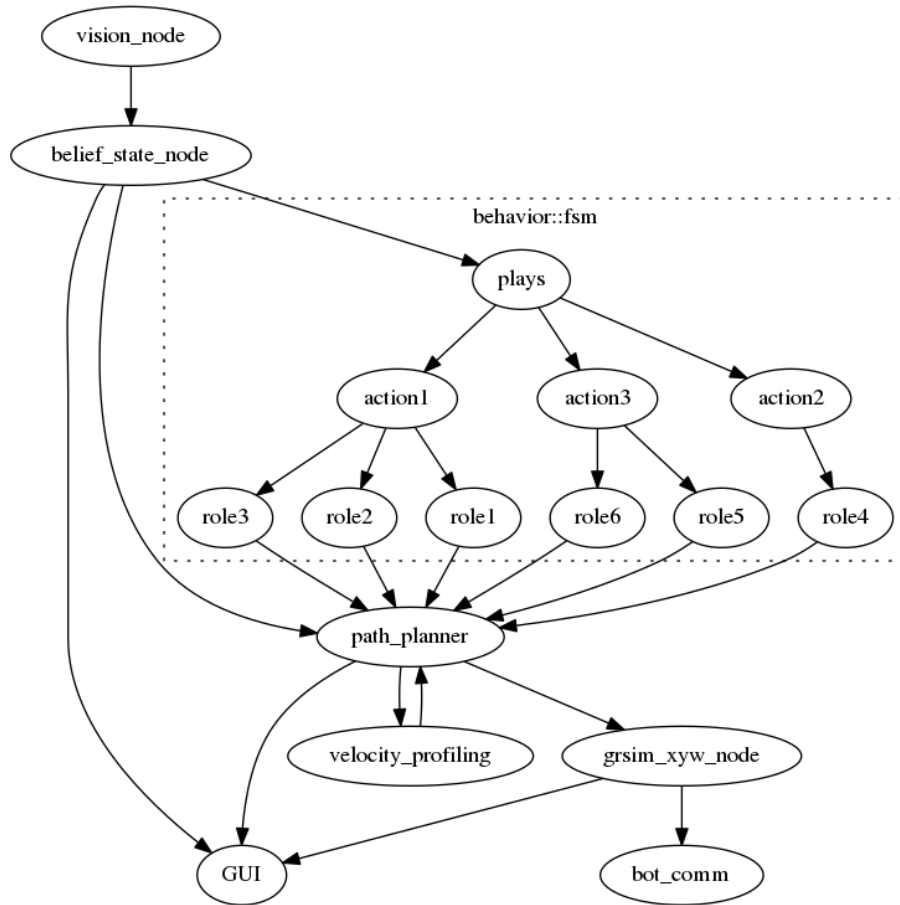 vision_node
belief_state_node
behavior::fsm
plays
action1
action3
action2
role3
role2
role1
role6
role5
role4
path_planner
velocity_profiling
grsim_xyw_node
GUI
bot_comm